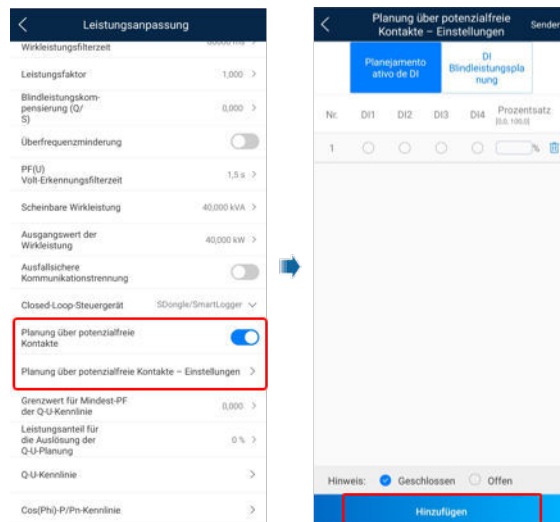 Leistungsanpassung
Wirkleistungsfilterzeit
Leistungsfaktor 1,000
Blindleistungskom-
pensierung (Q/ 0,000
S)
Überfrequenzminderung
PF(U)
Volt-Erkennungsfilterzeit 1,5 s
Scheinbare Wirkleistung 40,000 kVA
Ausgangswert der
Wirkleistung 40,000 kW
Ausfallsichere
Kommunikationstrennung
Closed-Loop-Steuergerät SDongle/SmartLogger
Planung über potenzialfreie
Kontakte
Planung über potenzialfreie Kontakte – Einstellungen
Grenzwert für Mindest-PF
der Q-U-Kennlinie 0,000
Leistungsanteil für
die Auslösung der 0 %
Q-U-Planung
Q-U-Kennlinie
Cos(Phi)-P/Pn-Kennlinie
Planung über potenzialfreie
Kontakte – Einstellungen Senden
Planejamento
ativo de DI
DI
Blindleistungspla
nung
Nr. DI1 DI2 DI3 DI4 Prozentsatz
[0,0, 100,0]
1 %
Hinweis: Geschlossen Offen
Hinzufügen